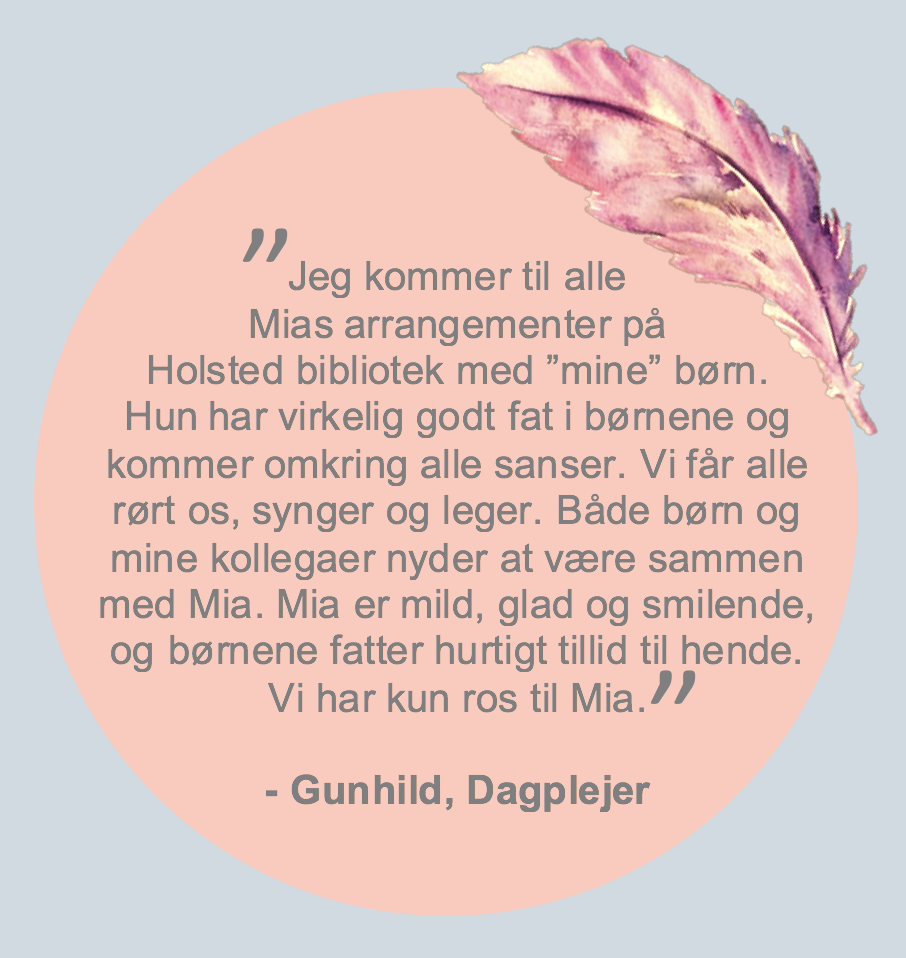 ”Jeg kommer til alle
Mias arrangementer på
Holsted bibliotek med ”mine” børn.
Hun har virkelig godt fat i børnene og
kommer omkring alle sanser. Vi får alle
rørt os, synger og leger. Både børn og
mine kollegaer nyder at være sammen
med Mia. Mia er mild, glad og smilende,
og børnene fatter hurtigt tillid til hende.
Vi har kun ros til Mia.”
- Gunhild, Dagplejer